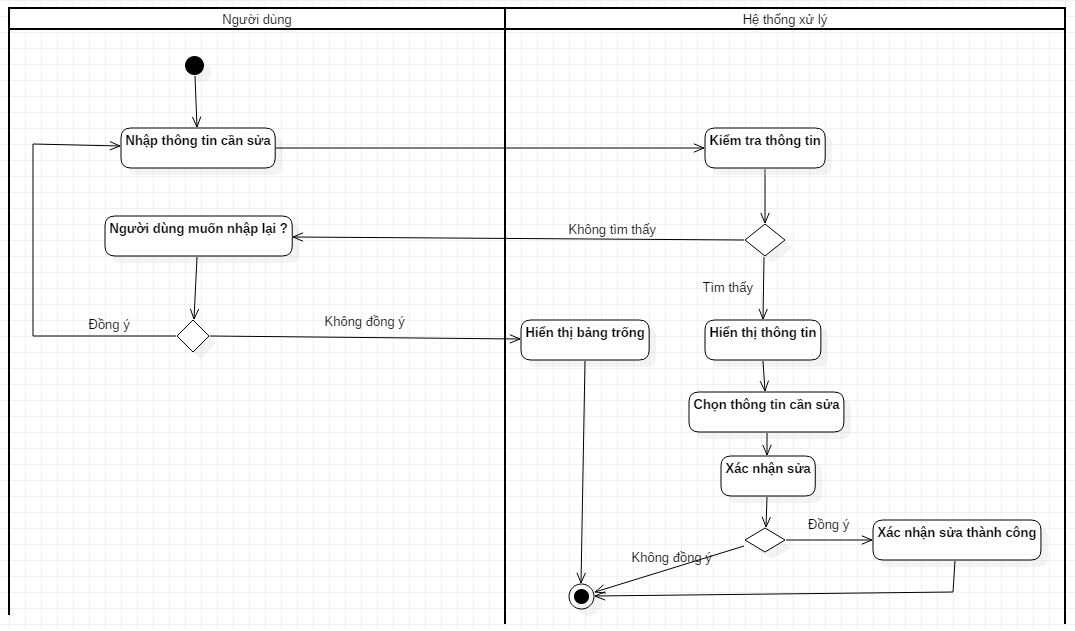 Người dùng
Hệ thống xử lý
Nhập thông tin cần sửa
Kiểm tra thông tin
Người dùng muốn nhập lại ?
Không tìm thấy
Tìm thấy
Đồng ý
Không đồng ý
Hiển thị bảng trống
Hiển thị thông tin
Chọn thông tin cần sửa
Xác nhận sửa
Đồng ý
Xác nhận sửa thành công
Không đồng ý